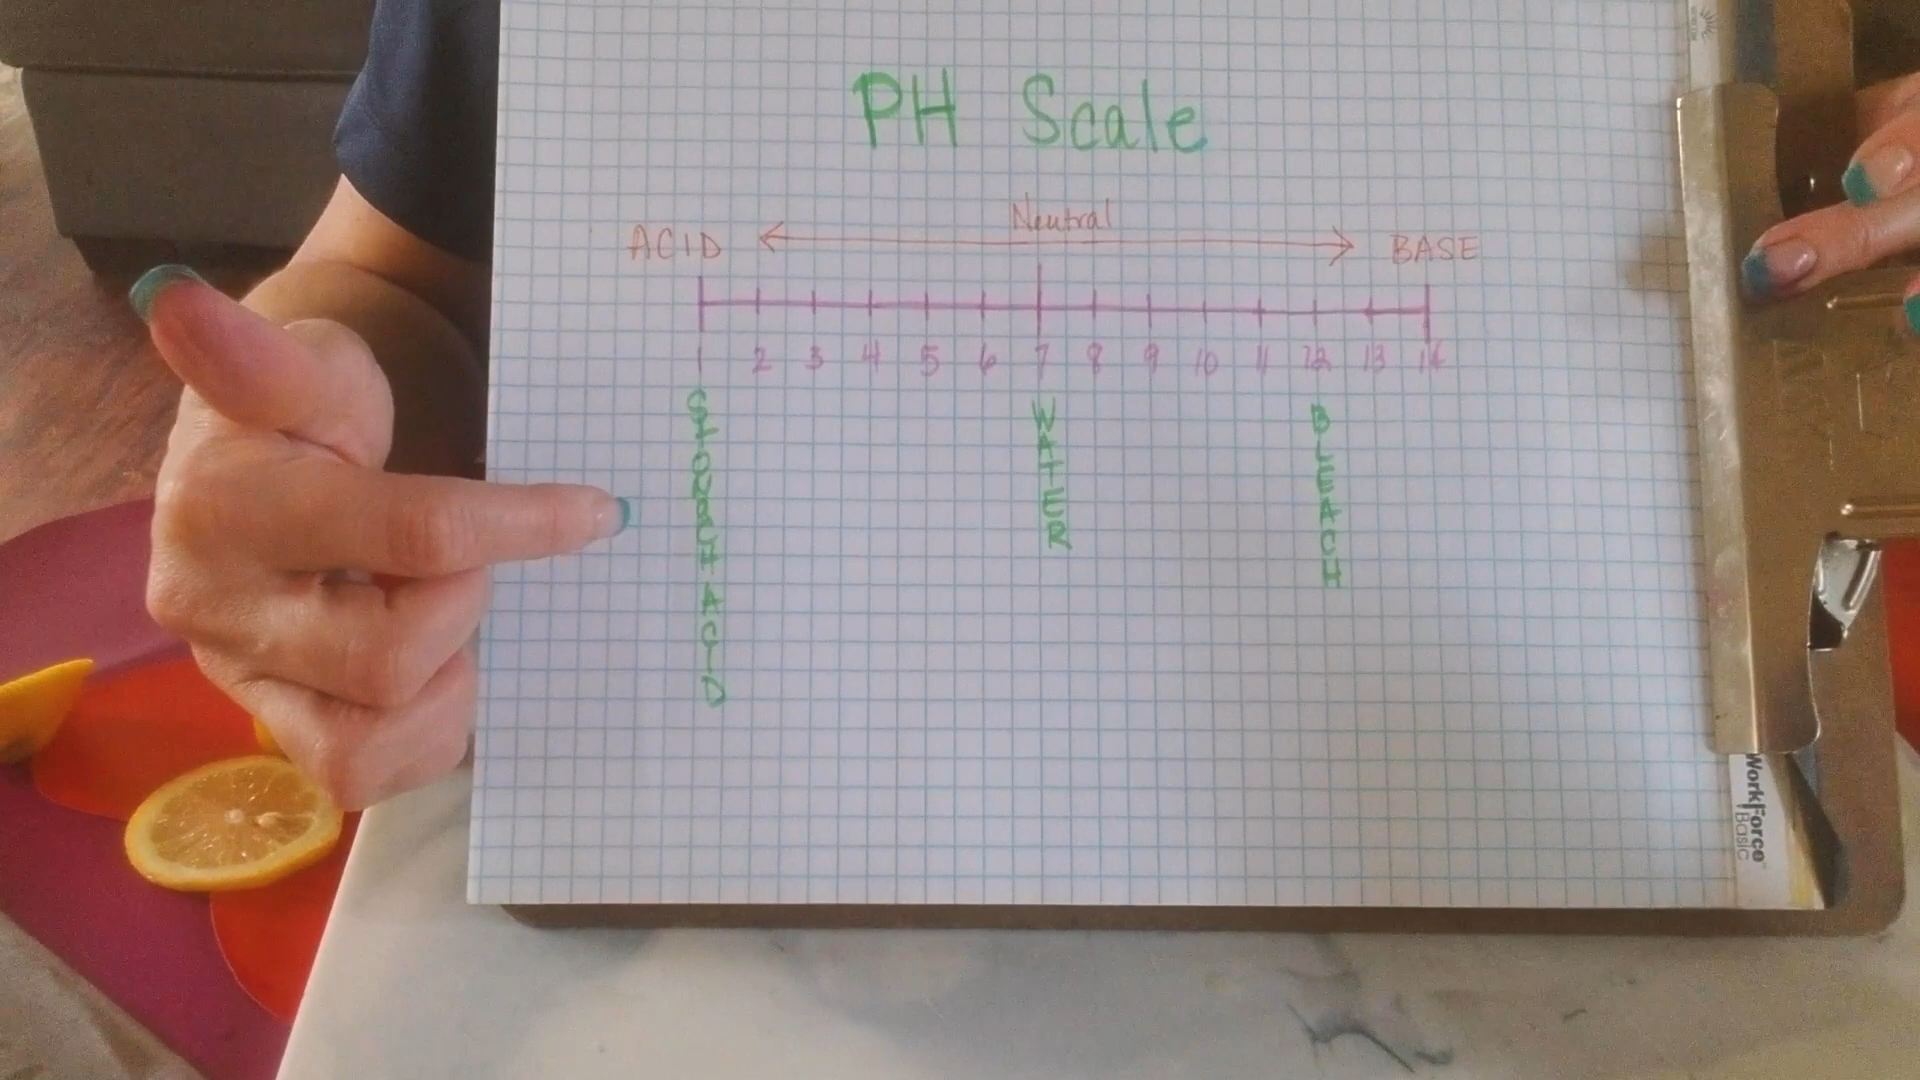 PH Scale
Neutral
ACID BASE
1 2 3 4 5 6 7 8 9 10 11 12 13 14
STOMACH ACID
WATER
BLEACH
WorkForce
Basic